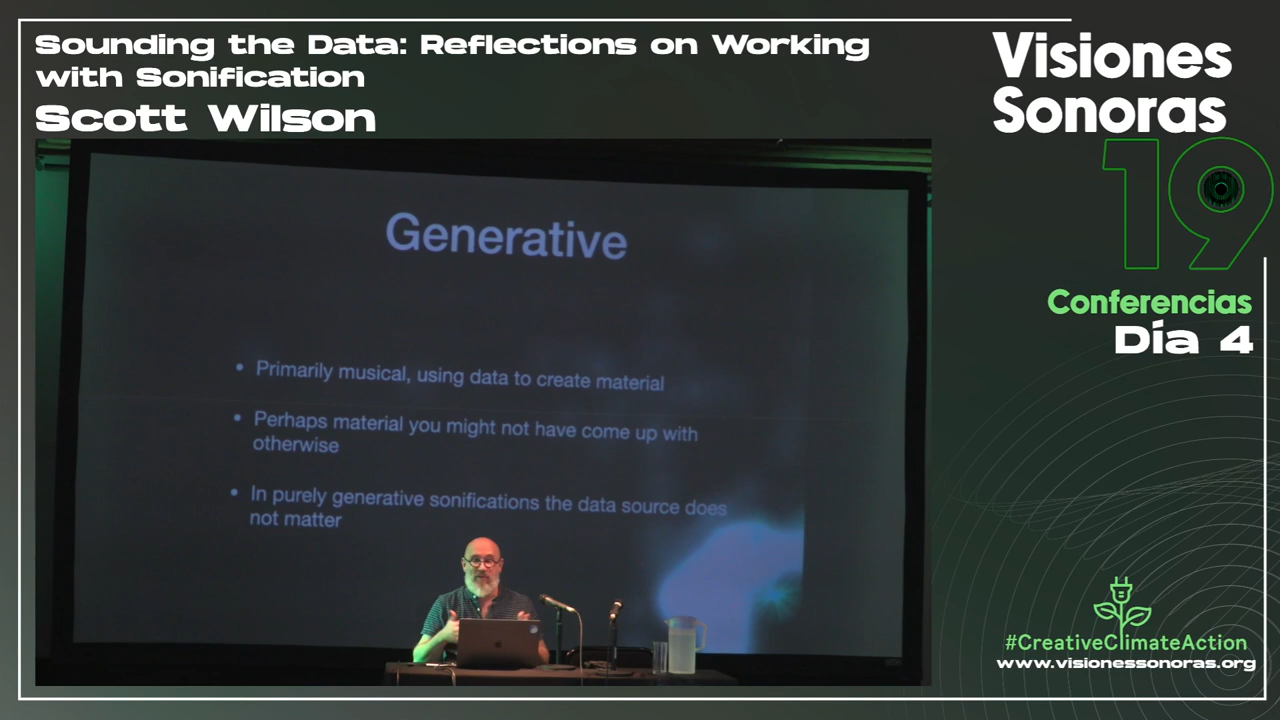 Sounding the Data: Reflections on Working
with Sonification
Scott Wilson
Visiones
Sonoras
19
Conferencias
Día 4
Generative
• Primarily musical, using data to create material
• Perhaps material you might not have come up with
otherwise
• In purely generative sonifications the data source does
not matter
#CreativeClimateAction
www.visionessonoras.org